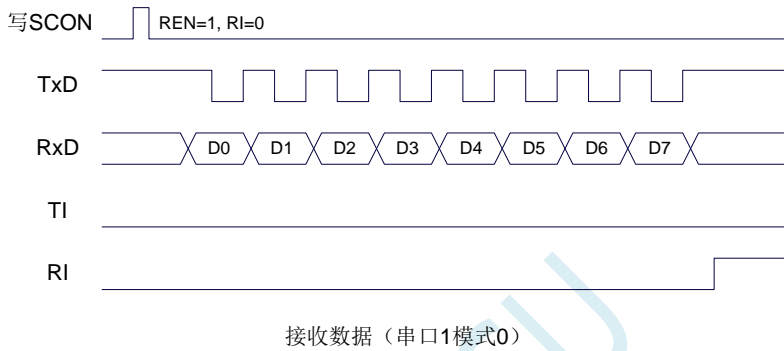 写SCON REN=1, RI=0
TxD
RxD D0 D1 D2 D3 D4 D5 D6 D7
TI
RI
接收数据（串口1模式0）